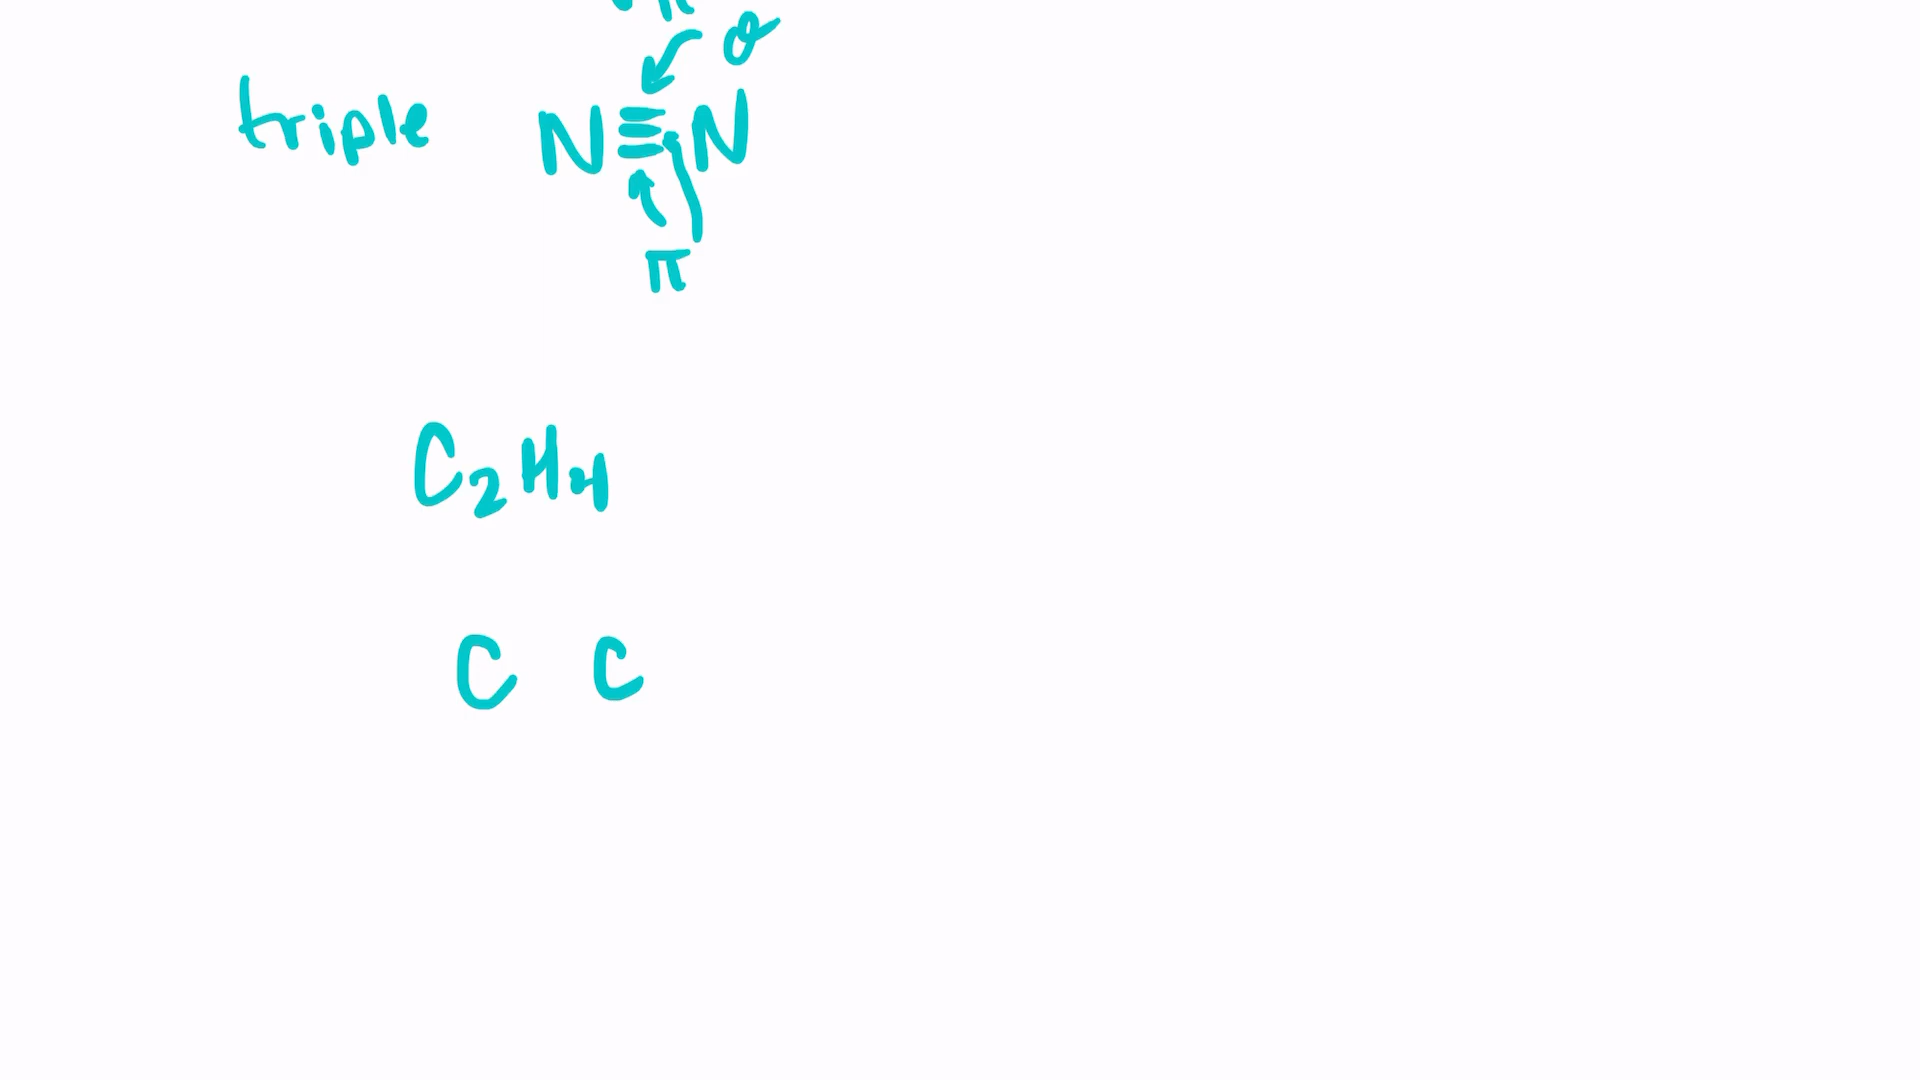 σ
triple N≡N
π
C₂H₄
C C